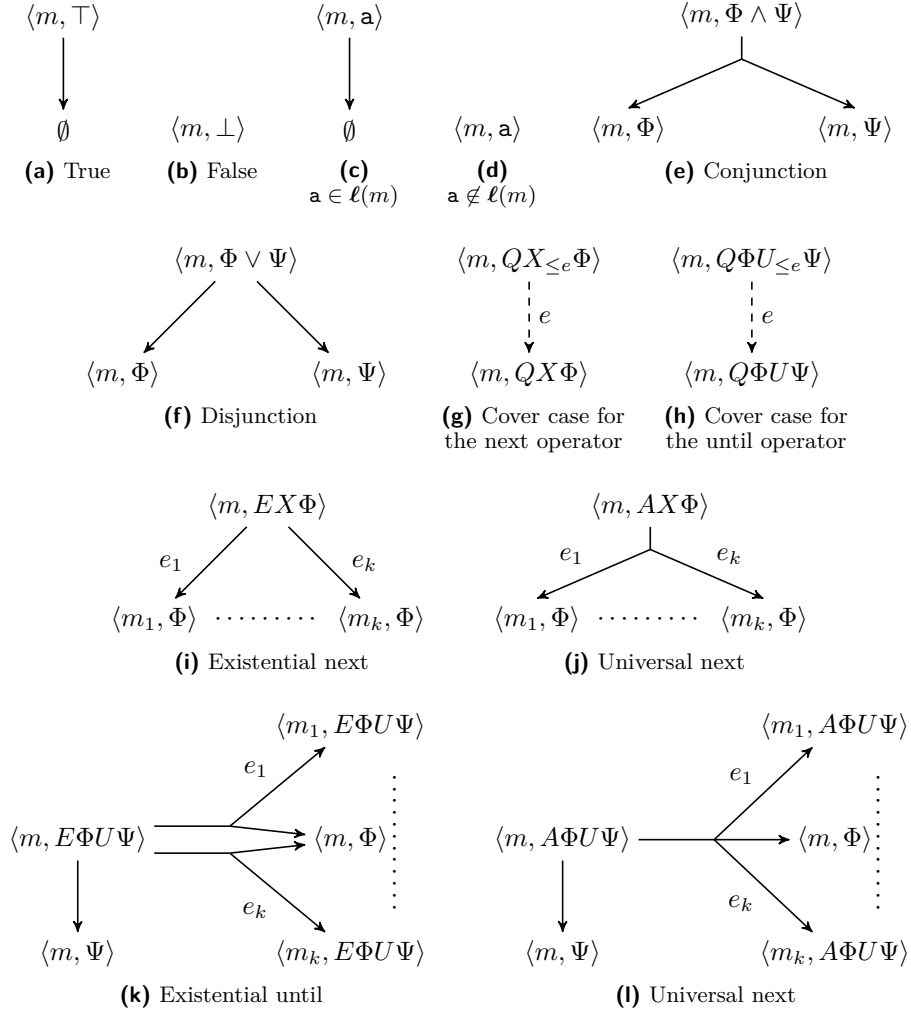 ⟨m, ⊤⟩ ⟨m, a⟩ ⟨m, Φ ∧ Ψ⟩
∅ ⟨m, ⊥⟩ ∅ ⟨m, a⟩ ⟨m, Φ⟩ ⟨m, Ψ⟩
(a) True (b) False (c) (d) (e) Conjunction
a ∈ ℓ(m) a ∉ ℓ(m)
⟨m, Φ ∨ Ψ⟩ ⟨m, QX≤eΦ⟩ ⟨m, QΦU≤eΨ⟩
e e
⟨m, Φ⟩ ⟨m, Ψ⟩ ⟨m, QXΦ⟩ ⟨m, QΦUΨ⟩
(f) Disjunction (g) Cover case for (h) Cover case for
the next operator the until operator
⟨m, EXΦ⟩ ⟨m, AXΦ⟩
e1 ek e1 ek
⟨m1, Φ⟩ ········· ⟨mk, Φ⟩ ⟨m1, Φ⟩ ········· ⟨mk, Φ⟩
(i) Existential next (j) Universal next
⟨m1, EΦUΨ⟩ ⟨m1, AΦUΨ⟩
e1 e1
⟨m, EΦUΨ⟩ ⟨m, Φ⟩ ⟨m, AΦUΨ⟩ ⟨m, Φ⟩
ek ek
⟨m, Ψ⟩ ⟨mk, EΦUΨ⟩ ⟨m, Ψ⟩ ⟨mk, AΦUΨ⟩
(k) Existential until (l) Universal next